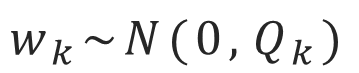 w_k ~ N ( 0 , Q_k )